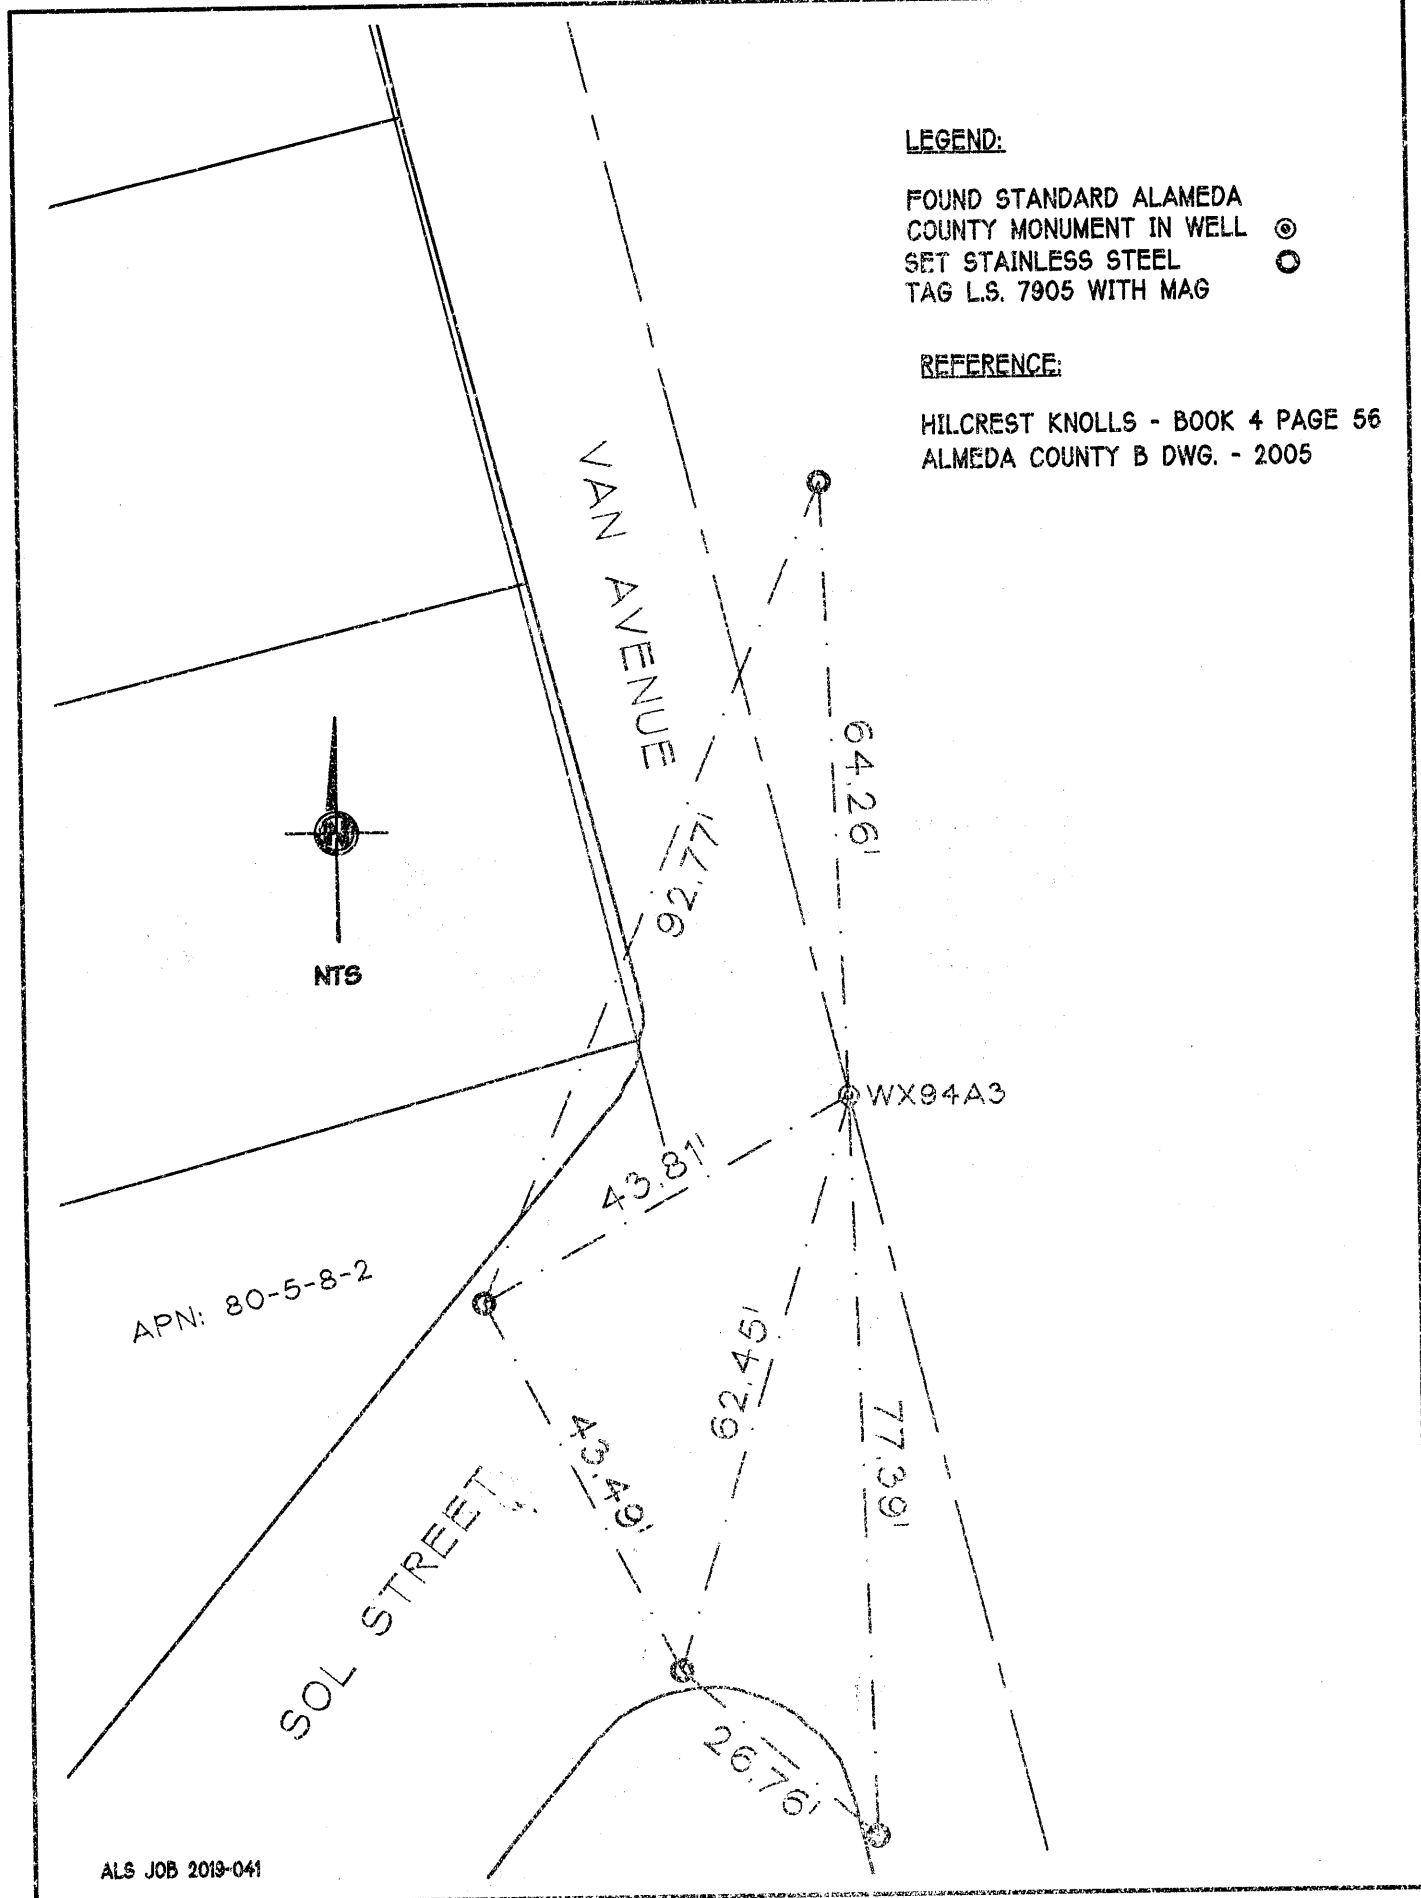 LEGEND:
FOUND STANDARD ALAMEDA
COUNTY MONUMENT IN WELL
SET STAINLESS STEEL
TAG L.S. 7905 WITH MAG
REFERENCE:
HILCREST KNOLLS - BOOK 4 PAGE 56
ALMEDA COUNTY B DWG. - 2005
VAN AVENUE
64.26'
92.77'
NTS
WX94A3
43.81'
APN: 80-5-8-2
62.45'
77.39'
43.49'
SOL STREET
26.76'
ALS JOB 2019-041